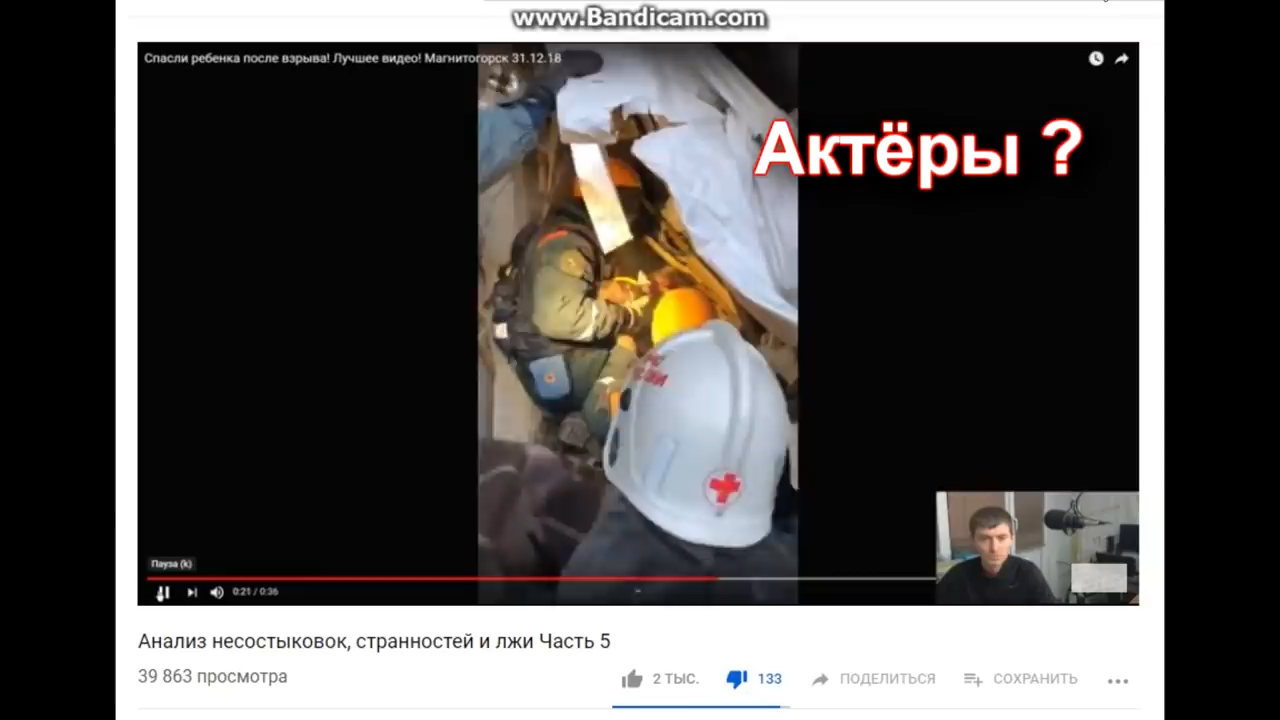 www.Bandicam.com
Спасли ребенка после взрыва! Лучшее видео! Магнитогорск 31.12.18
Актёры ?
Пауза (k)
0:21 / 0:36
Анализ несостыковок, странностей и лжи Часть 5
39 863 просмотра
2 ТЫС.
133
ПОДЕЛИТЬСЯ
СОХРАНИТЬ